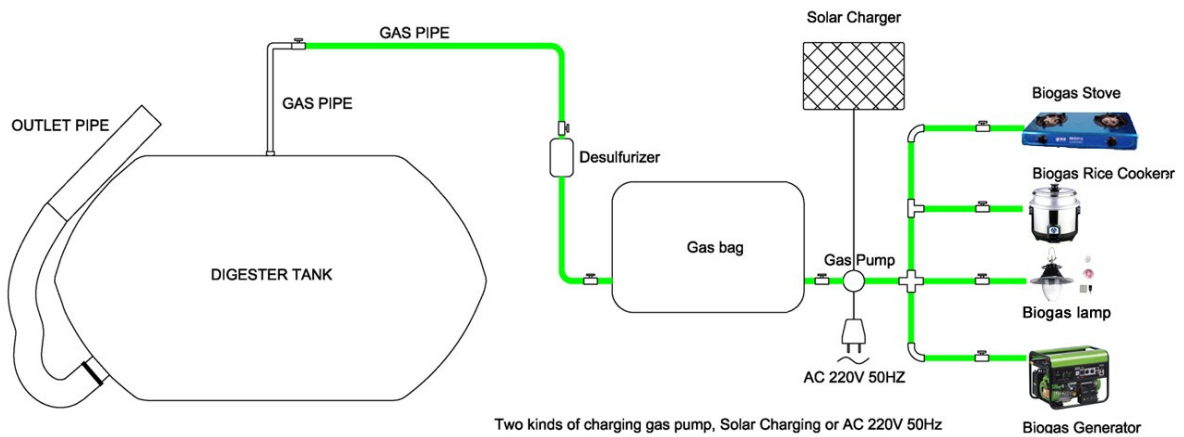 Solar Charger
GAS PIPE
GAS PIPE
OUTLET PIPE
Desulfurizer
DIGESTER TANK
Gas bag
Gas Pump
AC 220V 50HZ
Biogas Stove
Biogas Rice Cookerr
Biogas lamp
Biogas Generator
Two kinds of charging gas pump, Solar Charging or AC 220V 50Hz